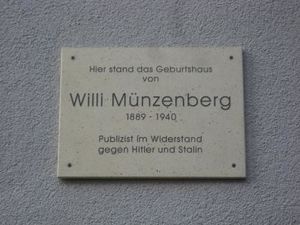 Hier stand das Geburtshaus
von
Willi Münzenberg
1889 - 1940
Publizist im Widerstand
gegen Hitler und Stalin